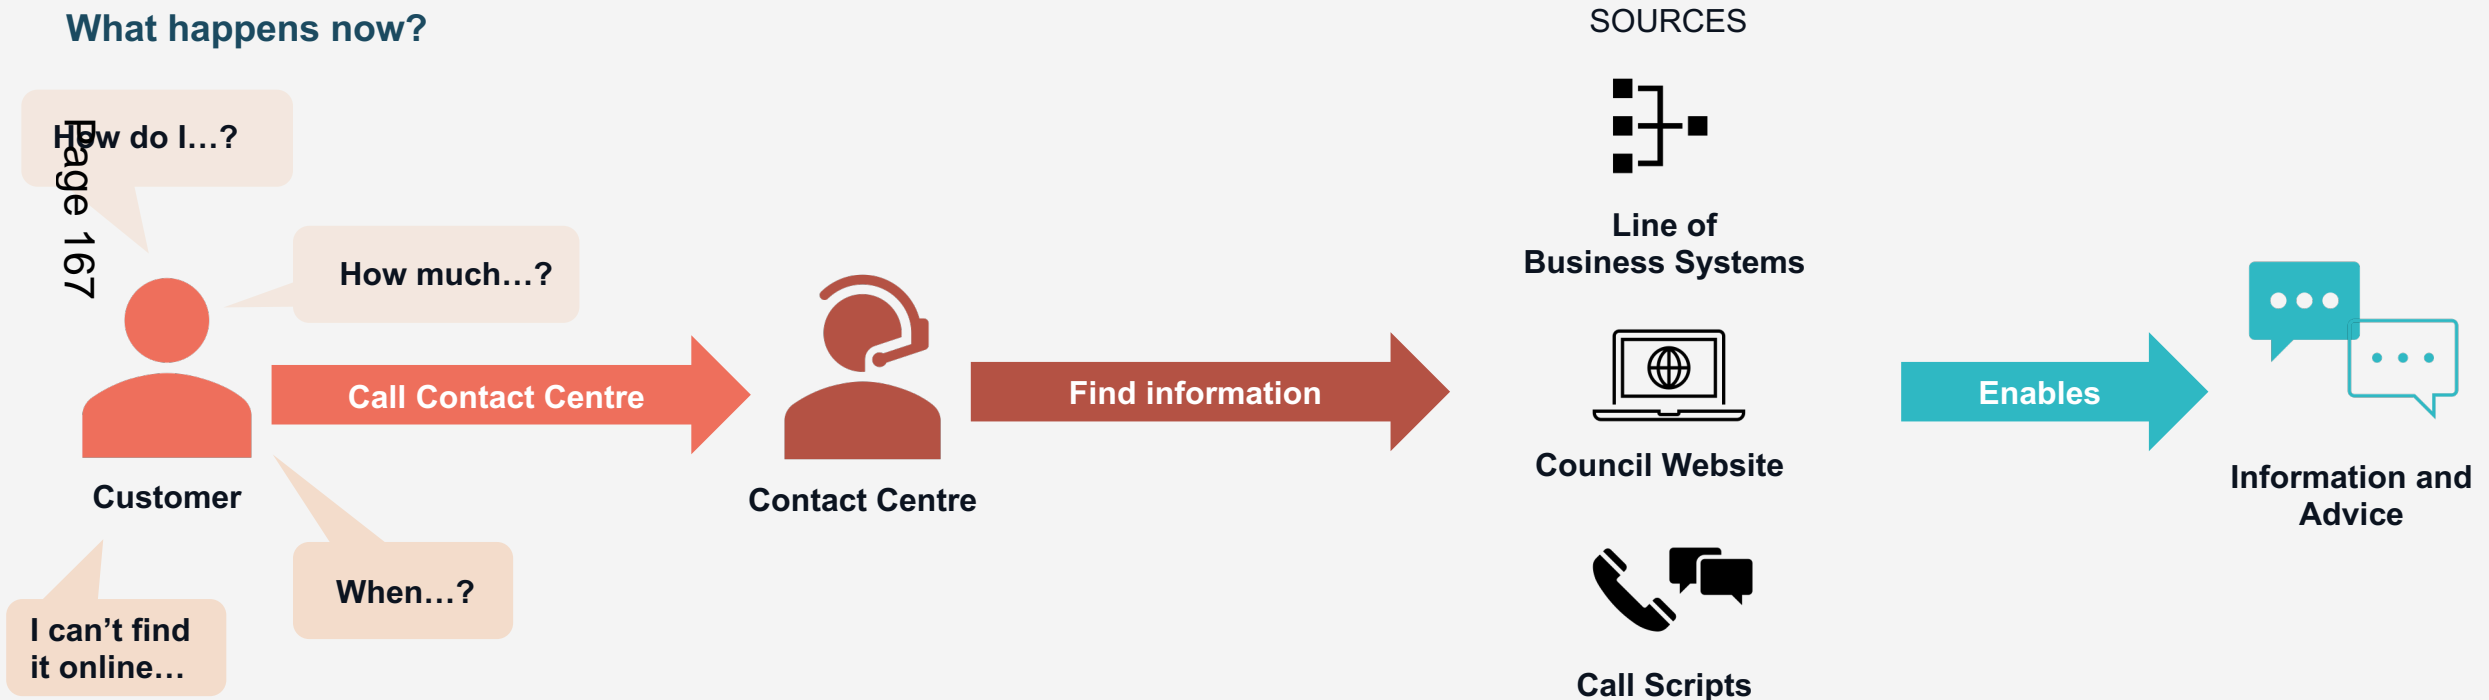 What happens now?
SOURCES
How do I…?
Page 167
How much…?
Line of
Business Systems
Call Contact Centre
Find information
Enables
Council Website
Information and
Advice
Customer
Contact Centre
When…?
I can’t find
it online…
Call Scripts